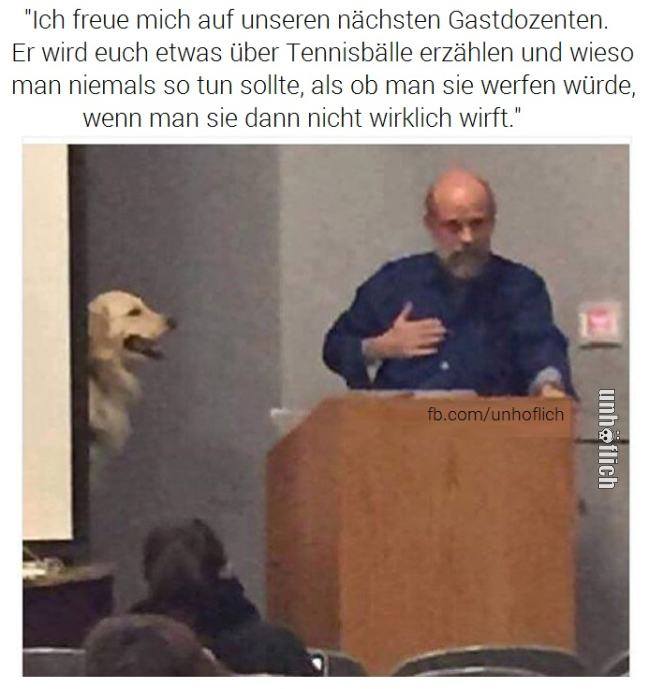 "Ich freue mich auf unseren nächsten Gastdozenten.
Er wird euch etwas über Tennisbälle erzählen und wieso
man niemals so tun sollte, als ob man sie werfen würde,
wenn man sie dann nicht wirklich wirft."
fb.com/unhoflich
unhöflich